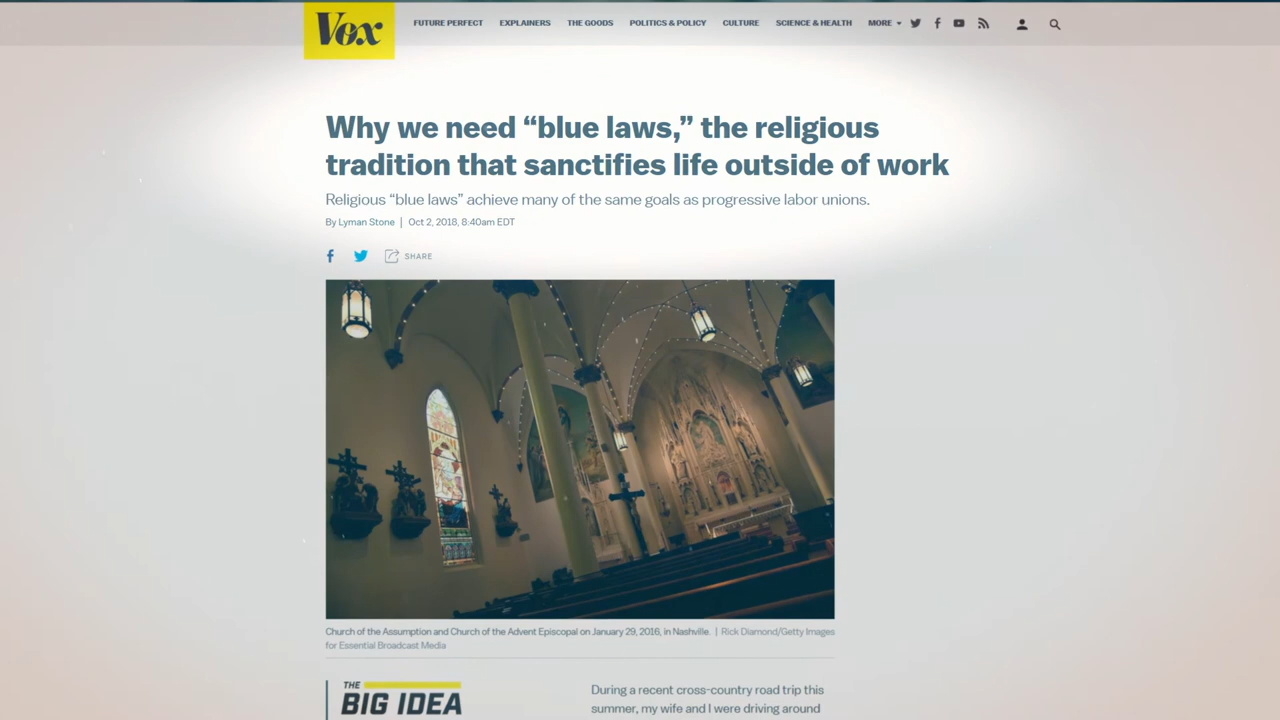 Vox
FUTURE PERFECT EXPLAINERS THE GOODS POLITICS & POLICY CULTURE SCIENCE & HEALTH MORE
Why we need “blue laws,” the religious
tradition that sanctifies life outside of work
Religious “blue laws” achieve many of the same goals as progressive labor unions.
By Lyman Stone | Oct 2, 2018, 8:40am EDT
SHARE
Church of the Assumption and Church of the Advent Episcopal on January 29, 2016, in Nashville. | Rick Diamond/Getty Images
for Essential Broadcast Media
THE
BIG IDEA
During a recent cross-country road trip this
summer, my wife and I were driving around